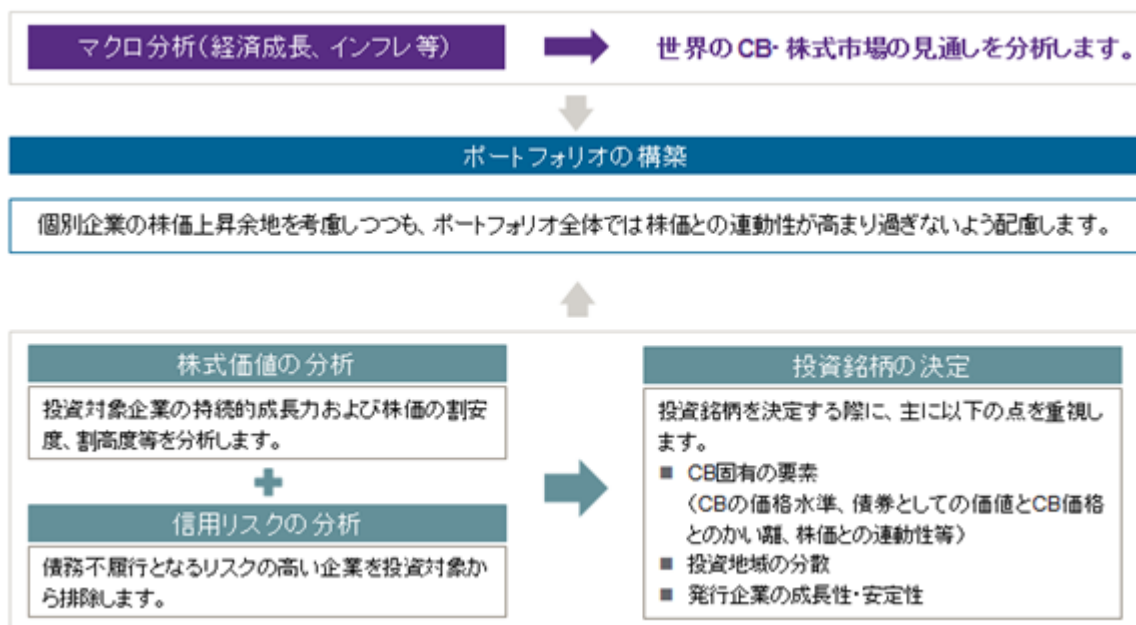 マクロ分析(経済成長、インフレ等)
世界のCB・株式市場の見通しを分析します。
ポートフォリオの構築
個別企業の株価上昇余地を考慮しつつも、ポートフォリオ全体では株価との連動性が高まり過ぎないよう配慮します。
株式価値の分析
投資対象企業の持続的成長力および株価の割安
度、割高度等を分析します。
信用リスクの分析
債務不履行となるリスクの高い企業を投資対象か
ら排除します。
投資銘柄の決定
投資銘柄を決定する際に、主に以下の点を重視し
ます。
■ CB固有の要素
(CBの価格水準、債券としての価値とCB価格
とのかい離、株価との連動性等)
■ 投資地域の分散
■ 発行企業の成長性・安定性